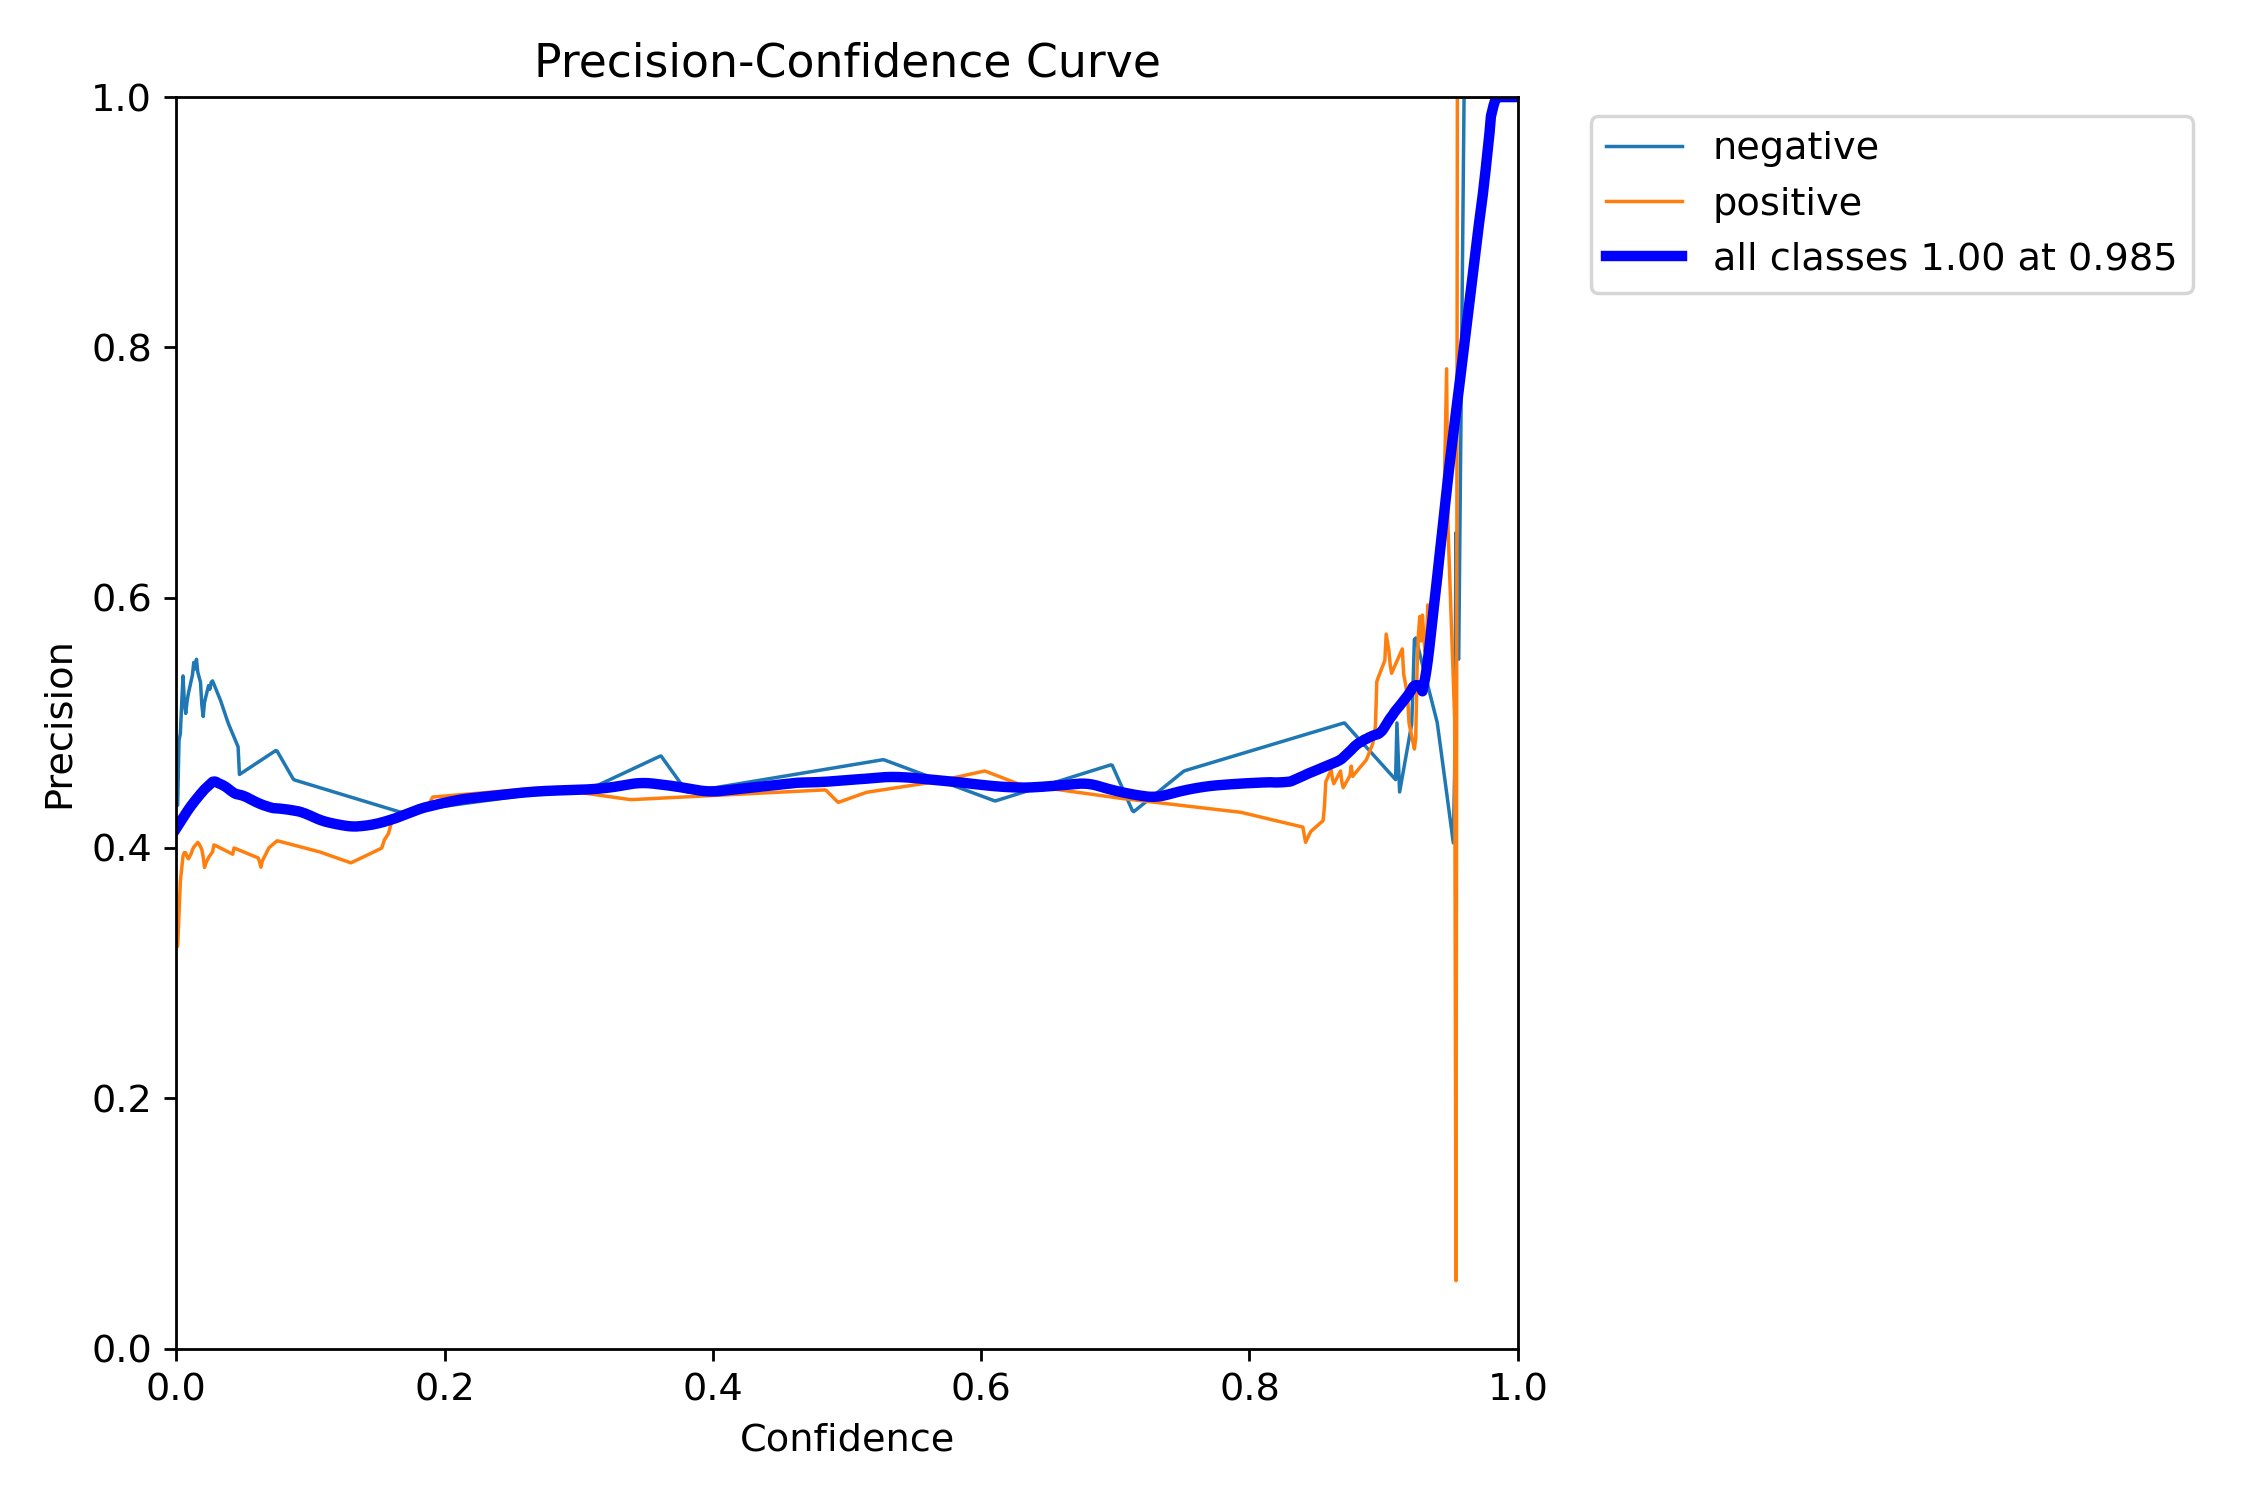 Precision-Confidence Curve
1.0
0.8
0.6
0.4
0.2
0.0
Precision
0.0 0.2 0.4 0.6 0.8 1.0
Confidence
negative
positive
all classes 1.00 at 0.985